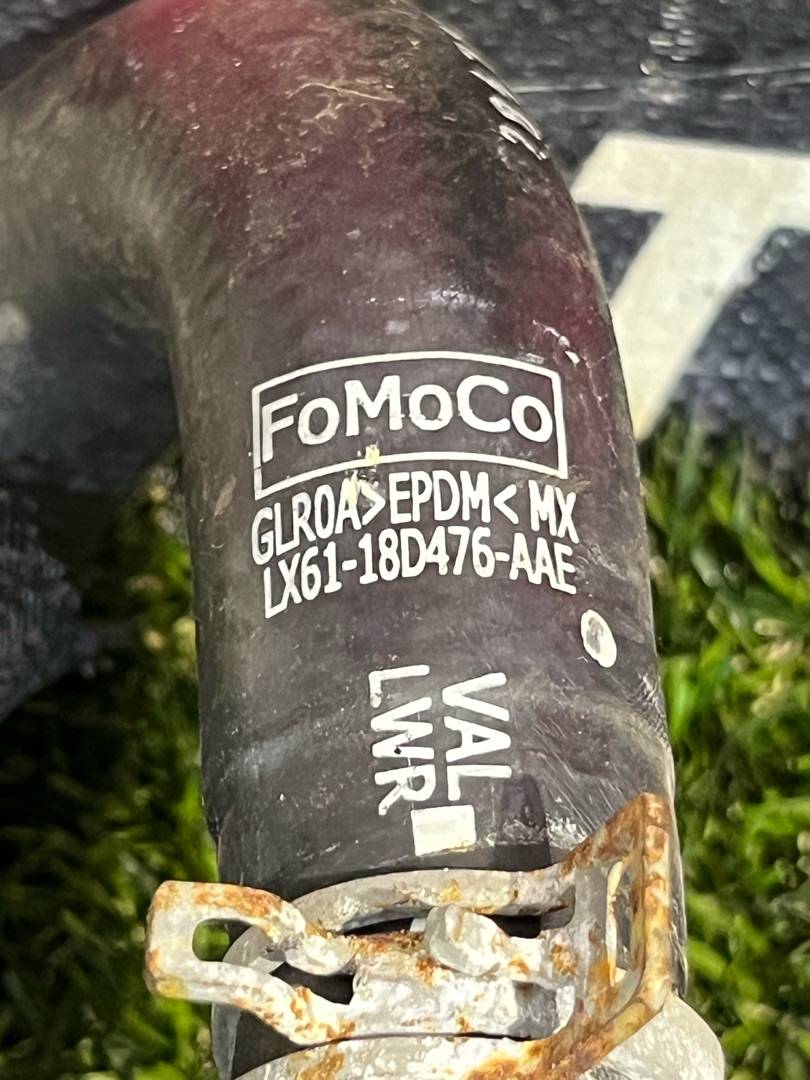 FoMoCo
GLR0A>EPDM< MX
LX61-18D476-AAE
VAL
LWR
T